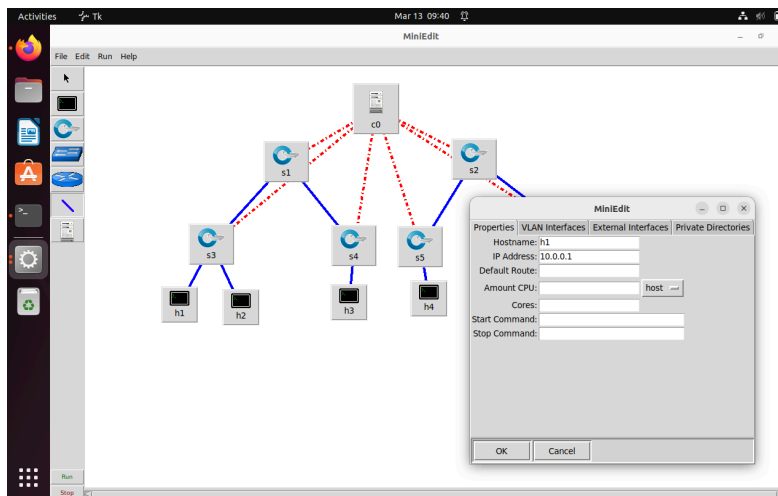 Activities
Tk
Mar 13 09:40
MiniEdit
File Edit Run Help
c0
s1
s2
s3
s4
s5
h1
h2
h3
h4
MiniEdit
Properties VLAN Interfaces External Interfaces Private Directories
Hostname: h1
IP Address: 10.0.0.1
Default Route:
Amount CPU: host
Cores:
Start Command:
Stop Command:
OK Cancel
Run
Stop